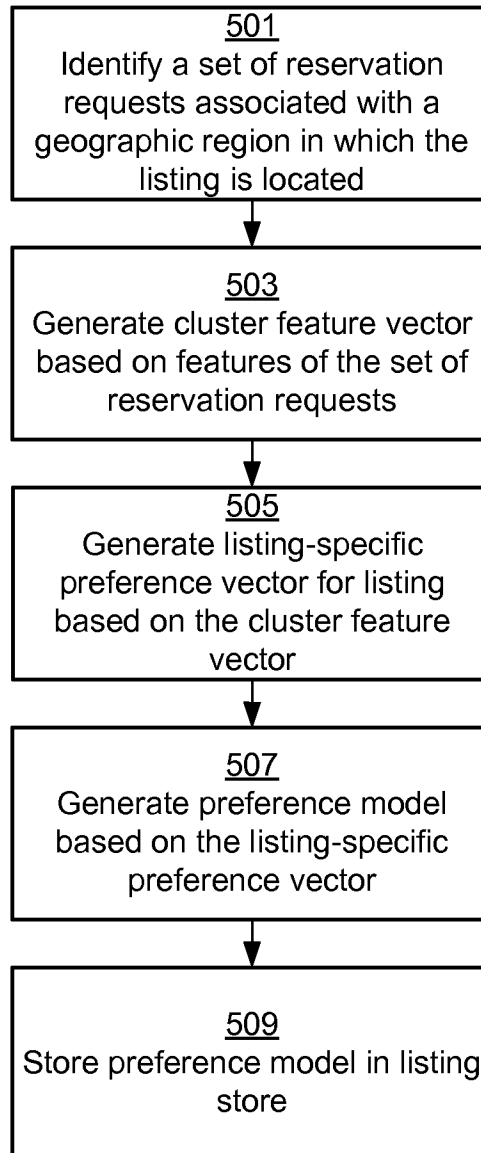 501
Identify a set of reservation
requests associated with a
geographic region in which the
listing is located
503
Generate cluster feature vector
based on features of the set of
reservation requests
505
Generate listing-specific
preference vector for listing
based on the cluster feature
vector
507
Generate preference model
based on the listing-specific
preference vector
509
Store preference model in listing
store